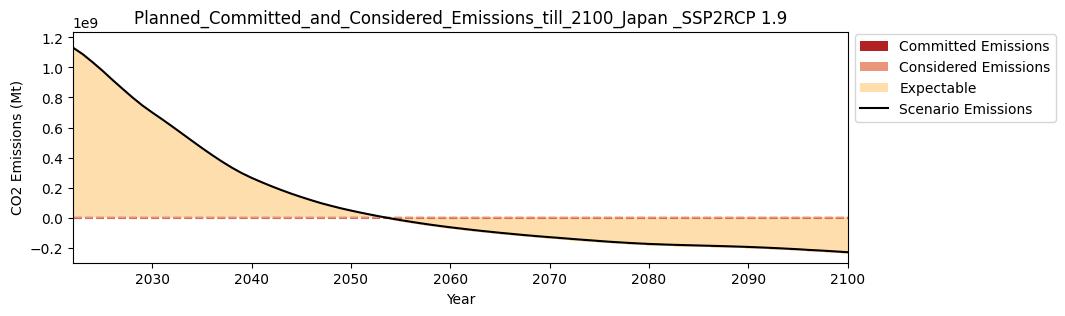 Planned_Committed_and_Considered_Emissions_till_2100_Japan _SSP2RCP 1.9
1e9
1.2
1.0
0.8
0.6
0.4
0.2
0.0
−0.2
CO2 Emissions (Mt)
2030 2040 2050 2060 2070 2080 2090 2100
Year
Committed Emissions
Considered Emissions
Expectable
Scenario Emissions